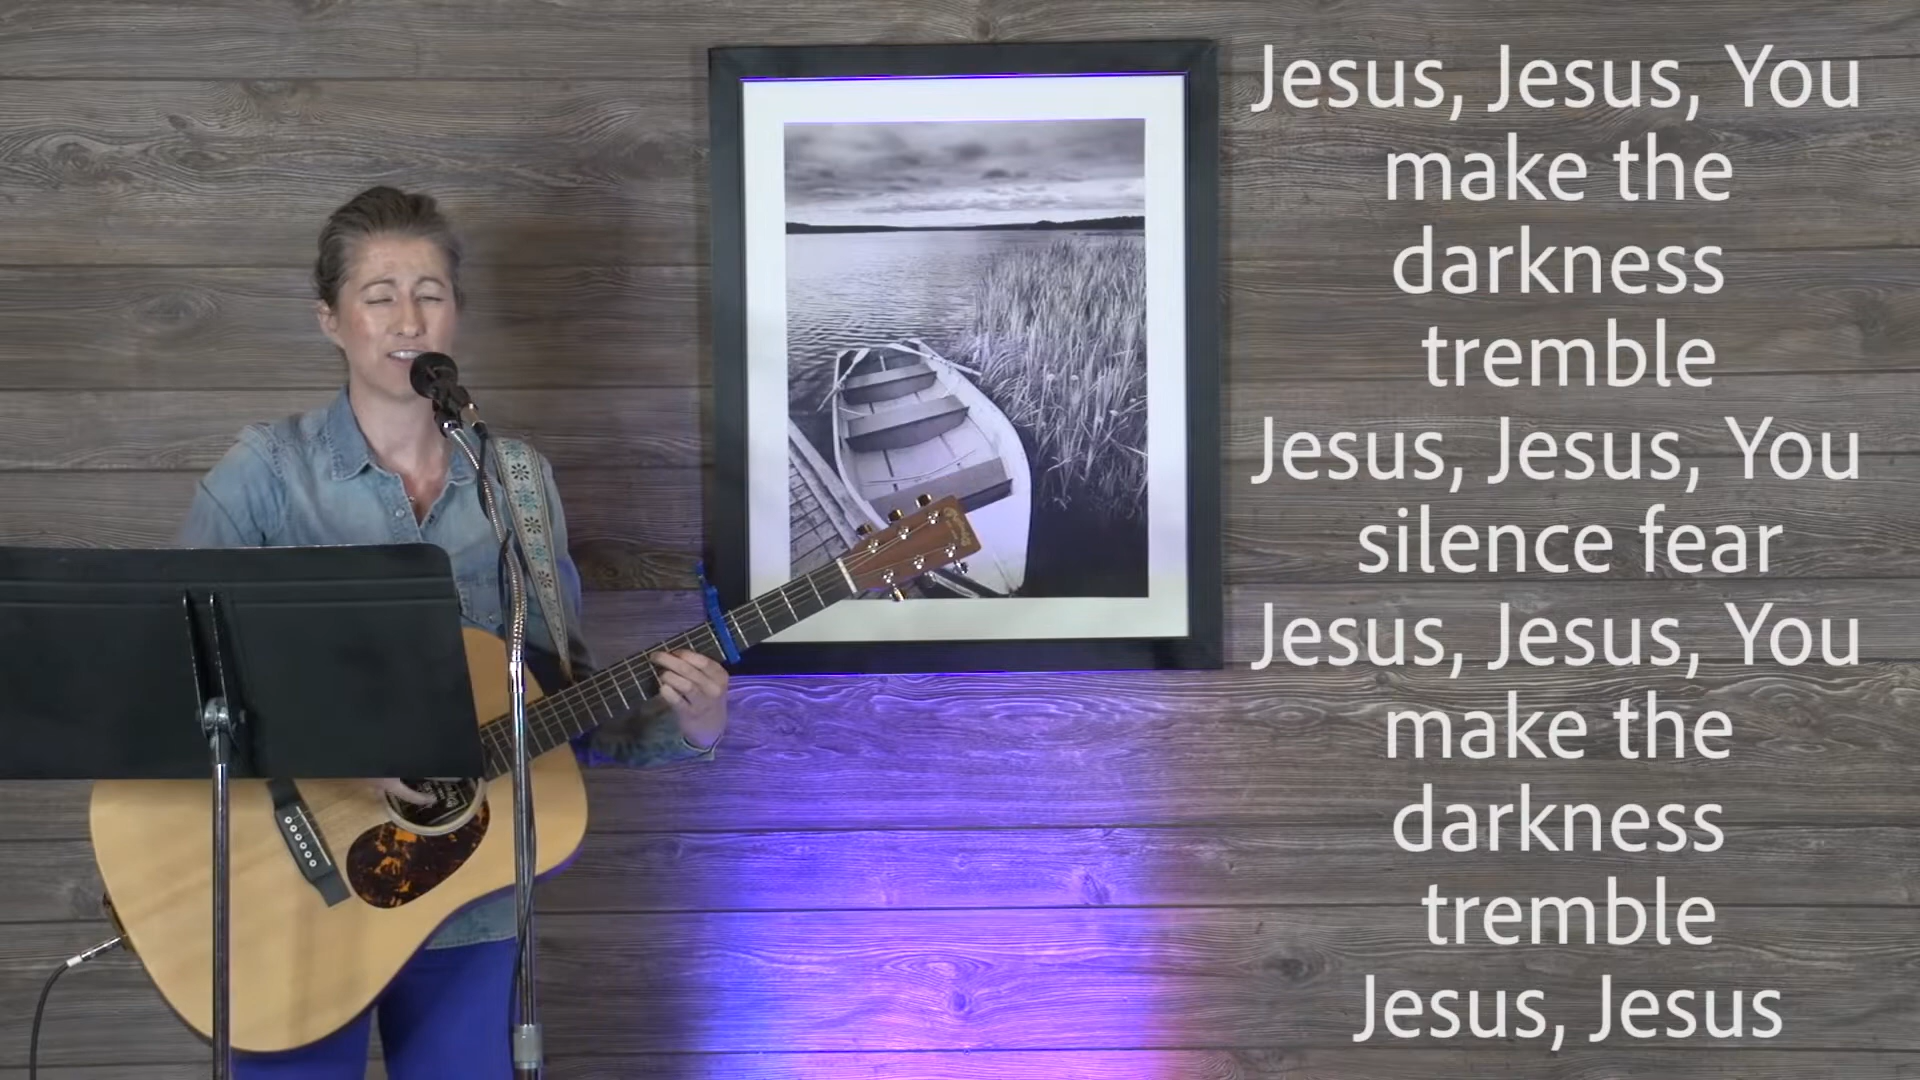 Jesus, Jesus, You
make the
darkness
tremble
Jesus, Jesus, You
silence fear
Jesus, Jesus, You
make the
darkness
tremble
Jesus, Jesus